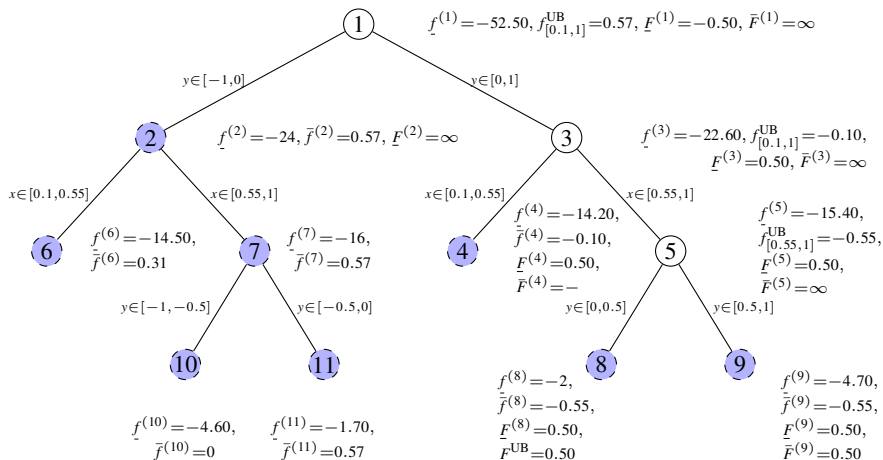 1
f̲⁽¹⁾=−52.50, f^UB_[0.1,1]=0.57, F̲⁽¹⁾=−0.50, F̄⁽¹⁾=∞
y∈[−1,0]
y∈[0,1]
2
f̲⁽²⁾=−24, f̄⁽²⁾=0.57, F̲⁽²⁾=∞
3
f̲⁽³⁾=−22.60, f^UB_[0.1,1]=−0.10,
F̲⁽³⁾=0.50, F̄⁽³⁾=∞
x∈[0.1,0.55]
x∈[0.55,1]
x∈[0.1,0.55]
x∈[0.55,1]
6
f̲⁽⁶⁾=−14.50,
f̄⁽⁶⁾=0.31
7
f̲⁽⁷⁾=−16,
f̄⁽⁷⁾=0.57
4
f̲⁽⁴⁾=−14.20,
f̄⁽⁴⁾=−0.10,
F̲⁽⁴⁾=0.50,
F̄⁽⁴⁾=−
5
f̲⁽⁵⁾=−15.40,
f^UB_[0.55,1]=−0.55,
F̲⁽⁵⁾=0.50,
F̄⁽⁵⁾=∞
y∈[−1,−0.5]
y∈[−0.5,0]
y∈[0,0.5]
y∈[0.5,1]
10
11
8
9
f̲⁽¹⁰⁾=−4.60,
f̄⁽¹⁰⁾=0
f̲⁽¹¹⁾=−1.70,
f̄⁽¹¹⁾=0.57
f̲⁽⁸⁾=−2,
f̄⁽⁸⁾=−0.55,
F̲⁽⁸⁾=0.50,
F^UB=0.50
f̲⁽⁹⁾=−4.70,
f̄⁽⁹⁾=−0.55,
F̲⁽⁹⁾=0.50,
F̄⁽⁹⁾=0.50